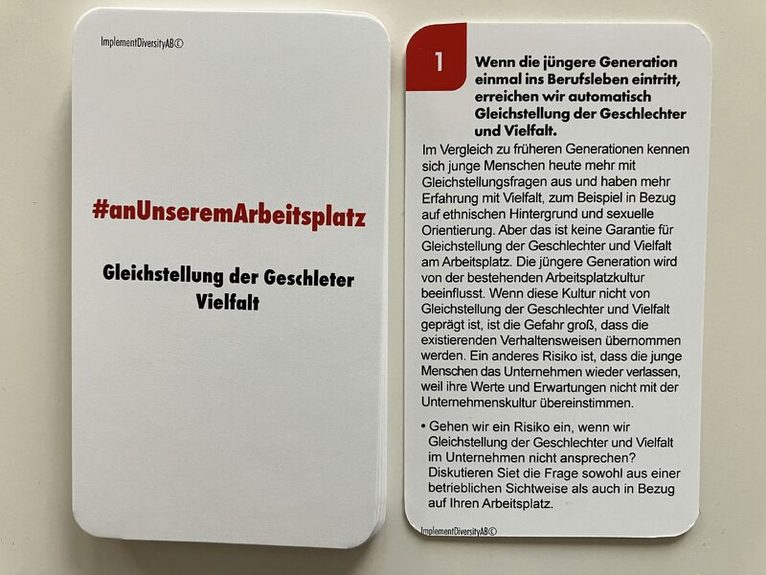 ImplementDiversityAB©
#anUnseremArbeitsplatz
Gleichstellung der Geschleter
Vielfalt
1
Wenn die jüngere Generation
einmal ins Berufsleben eintritt,
erreichen wir automatisch
Gleichstellung der Geschlechter
und Vielfalt.
Im Vergleich zu früheren Generationen kennen
sich junge Menschen heute mehr mit
Gleichstellungsfragen aus und haben mehr
Erfahrung mit Vielfalt, zum Beispiel in Bezug
auf ethnischen Hintergrund und sexuelle
Orientierung. Aber das ist keine Garantie für
Gleichstellung der Geschlechter und Vielfalt
am Arbeitsplatz. Die jüngere Generation wird
von der bestehenden Arbeitsplatzkultur
beeinflusst. Wenn diese Kultur nicht von
Gleichstellung der Geschlechter und Vielfalt
geprägt ist, ist die Gefahr groß, dass die
existierenden Verhaltensweisen übernommen
werden. Ein anderes Risiko ist, dass die junge
Menschen das Unternehmen wieder verlassen,
weil ihre Werte und Erwartungen nicht mit der
Unternehmenskultur übereinstimmen.
• Gehen wir ein Risiko ein, wenn wir
Gleichstellung der Geschlechter und Vielfalt
im Unternehmen nicht ansprechen?
Diskutieren Siet die Frage sowohl aus einer
betrieblichen Sichtweise als auch in Bezug
auf Ihren Arbeitsplatz.
ImplementDiversityAB©